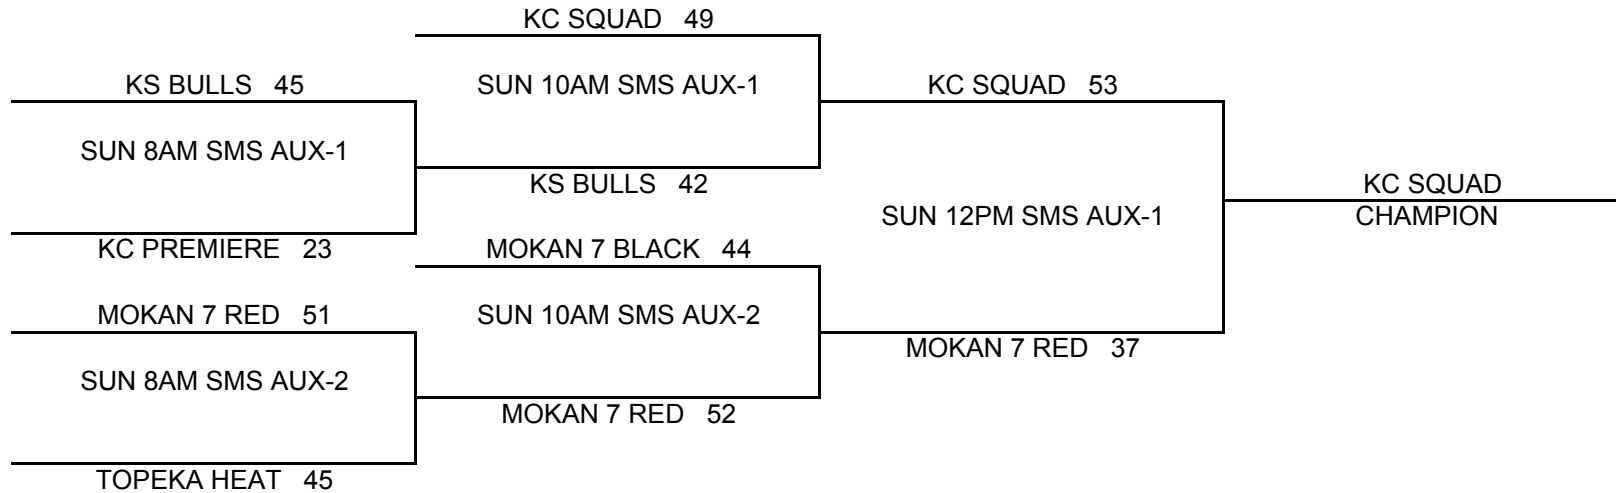 KC SQUAD 49
KS BULLS 45
SUN 10AM SMS AUX-1
KC SQUAD 53
SUN 8AM SMS AUX-1
KS BULLS 42
KC SQUAD
SUN 12PM SMS AUX-1
CHAMPION
KC PREMIERE 23
MOKAN 7 BLACK 44
MOKAN 7 RED 51
SUN 10AM SMS AUX-2
MOKAN 7 RED 37
SUN 8AM SMS AUX-2
MOKAN 7 RED 52
TOPEKA HEAT 45